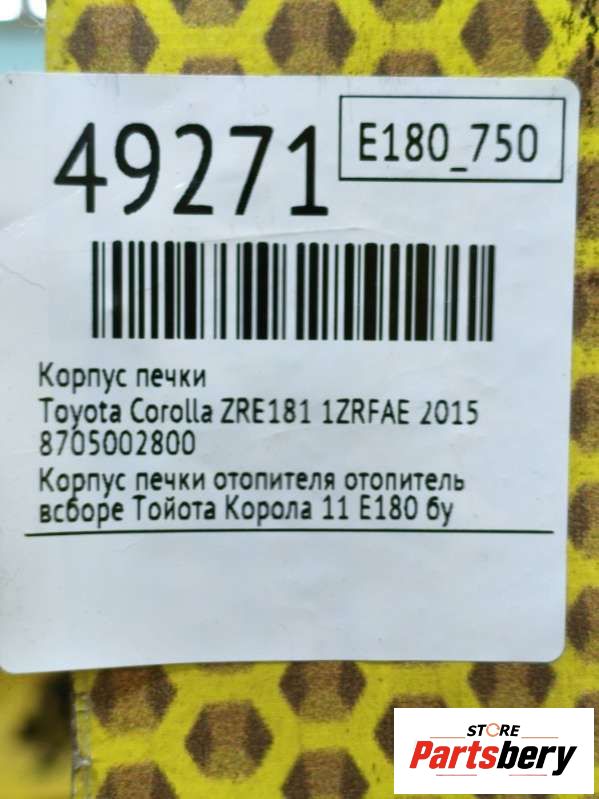 49271
E180_750
Корпус печки
Toyota Corolla ZRE181 1ZRFAE 2015
8705002800
Корпус печки отопителя отопитель
всборе Тойота Корола 11 E180 бу
STORE
Partsbery